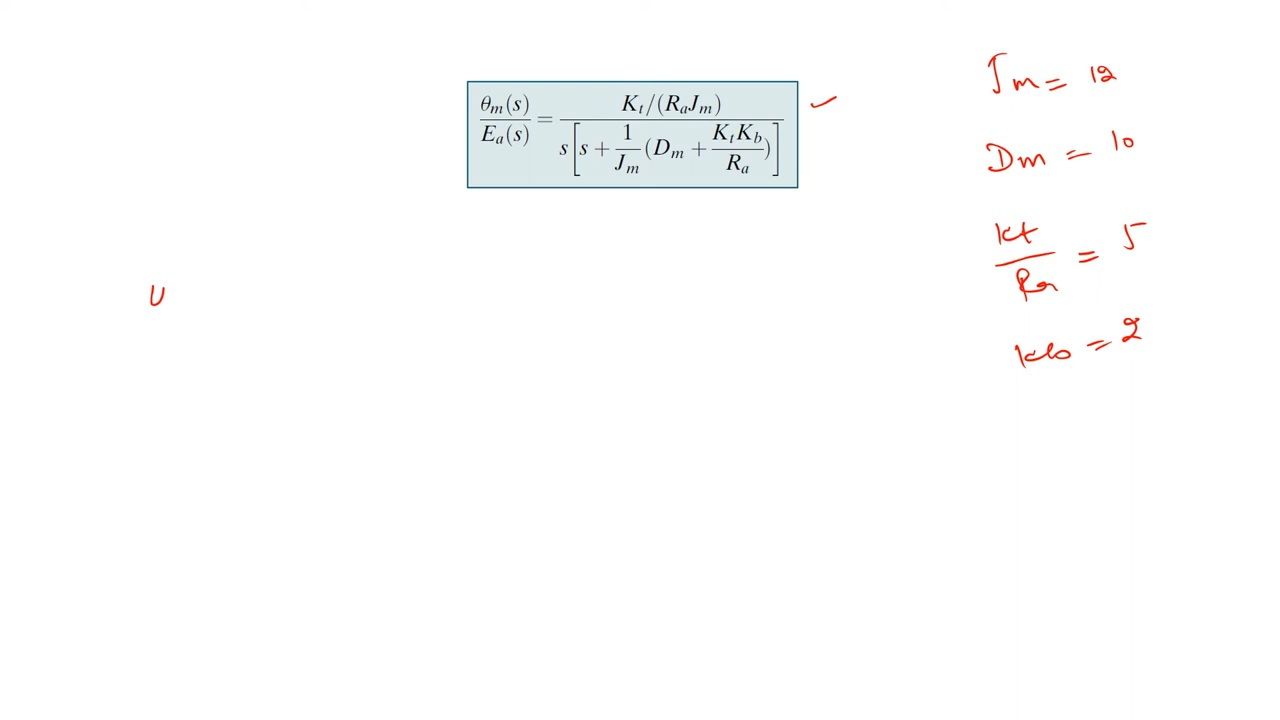 θm(s)/Ea(s) = Kt/(RaJm) / s[s + 1/Jm (Dm + KtKb/Ra)] ✓
Jm = 12
Dm = 10
kt/Ra = 5
kb = 2
U